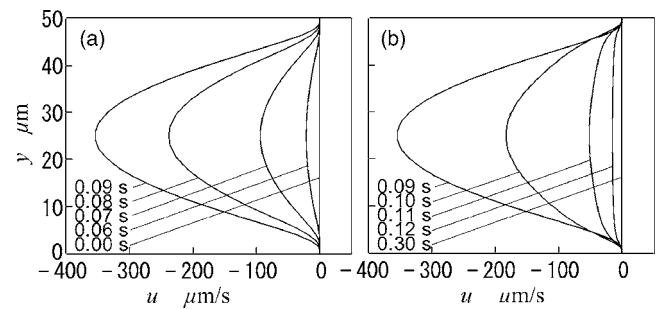 50
40
30
20
10
0
y μm
(a)
0.09 s
0.08 s
0.07 s
0.06 s
0.00 s
(b)
0.09 s
0.10 s
0.11 s
0.12 s
0.30 s
−400 −300 −200 −100 0 −400 −300 −200 −100 0
u μm/s u μm/s